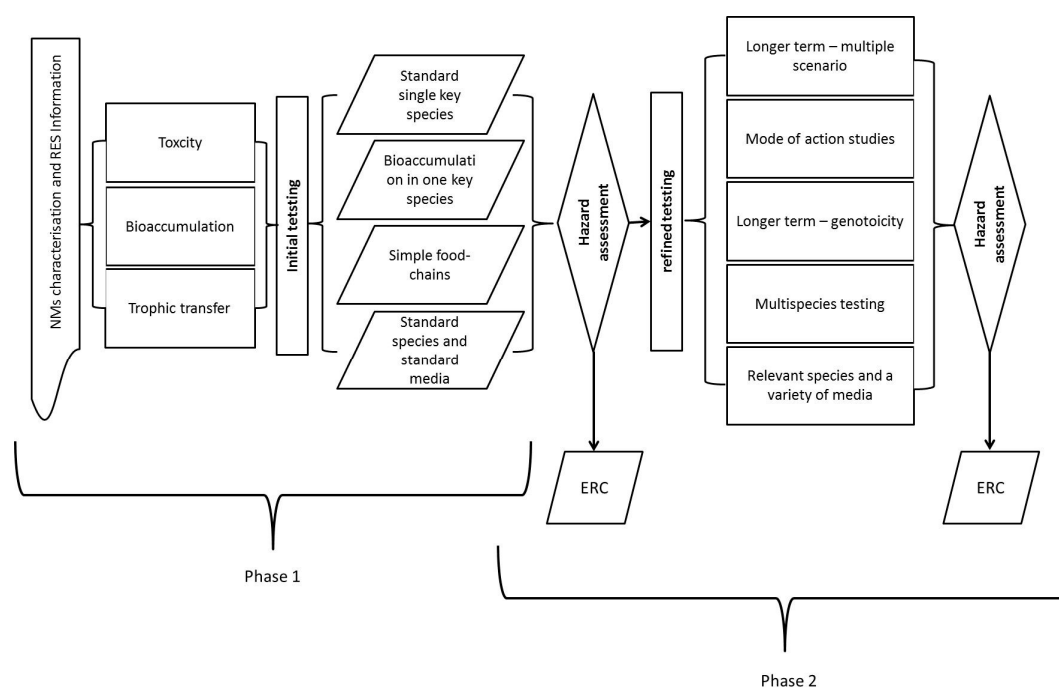 NMs characterisation and RES Information
Toxcity
Bioaccumulation
Trophic transfer
Initial tetsting
Standard
single key
species
Bioaccumulati
on in one key
species
Simple food-
chains
Standard
species and
standard
media
Hazard
assessment
ERC
refined tetsting
Longer term – multiple
scenario
Mode of action studies
Longer term – genotoicity
Multispecies testing
Relevant species and a
variety of media
Hazard
assessment
ERC
Phase 1
Phase 2